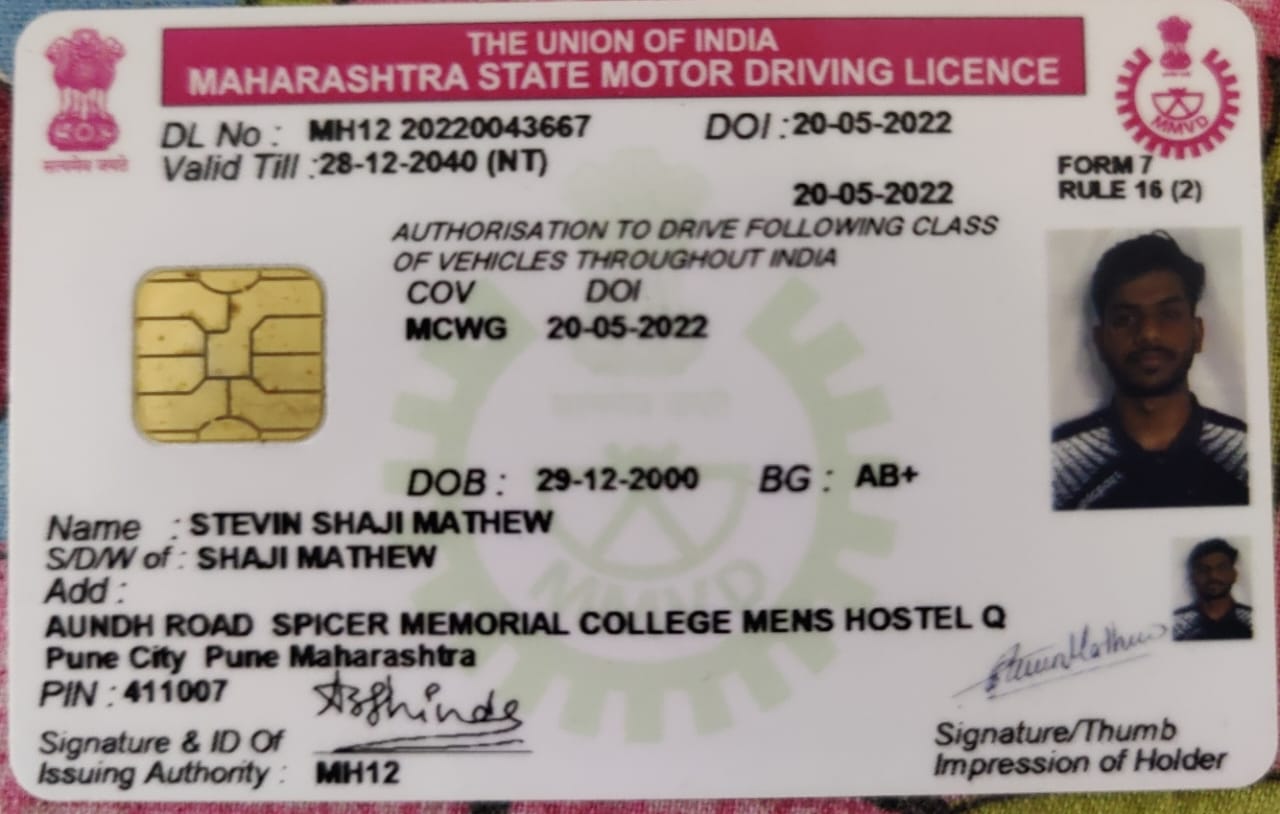 THE UNION OF INDIA
MAHARASHTRA STATE MOTOR DRIVING LICENCE
DL No : MH12 20220043667 DOI : 20-05-2022
Valid Till : 28-12-2040 (NT)
20-05-2022
FORM 7
RULE 16 (2)
सत्यमेव जयते
MMVD
AUTHORISATION TO DRIVE FOLLOWING CLASS
OF VEHICLES THROUGHOUT INDIA
COV DOI
MCWG 20-05-2022
DOB : 29-12-2000 BG : AB+
Name : STEVIN SHAJI MATHEW
S/D/W of : SHAJI MATHEW
Add :
AUNDH ROAD SPICER MEMORIAL COLLEGE MENS HOSTEL Q
Pune City Pune Maharashtra
PIN : 411007
MMVD
Signature & ID Of
Issuing Authority : MH12
Signature/Thumb
Impression of Holder